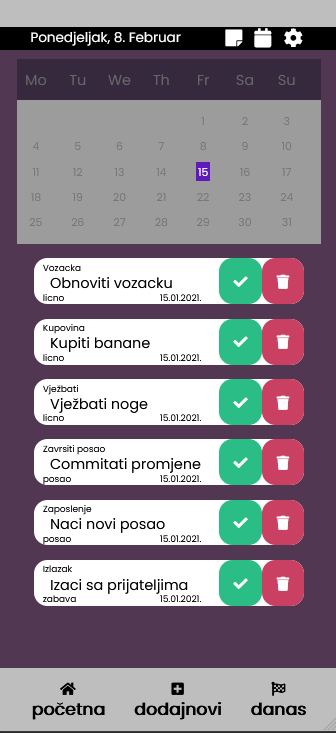 Ponedjeljak, 8. Februar
Mo Tu We Th Fr Sa Su
1 2 3
4 5 6 7 8 9 10
11 12 13 14 15 16 17
18 19 20 21 22 23 24
25 26 27 28 29 30 31
Vozacka
Obnoviti vozacku
licno 15.01.2021.
Kupovina
Kupiti banane
licno 15.01.2021.
Vježbati
Vježbati noge
licno 15.01.2021.
Zavrsiti posao
Commitati promjene
posao 15.01.2021.
Zaposlenje
Naci novi posao
posao 15.01.2021.
Izlazak
Izaci sa prijateljima
zabava 15.01.2021.
početna dodajnovi danas